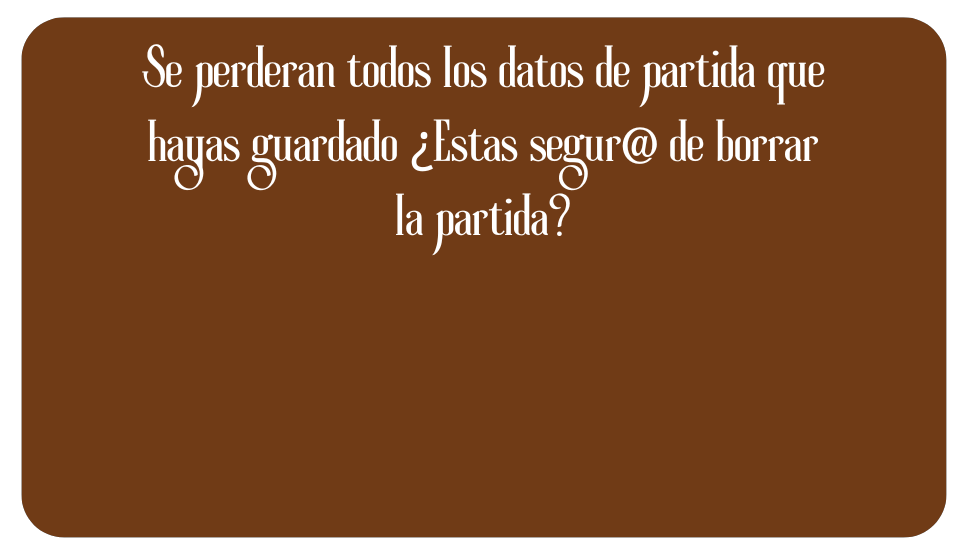 Se perderan todos los datos de partida que
hayas guardado ¿Estas segur@ de borrar
la partida?